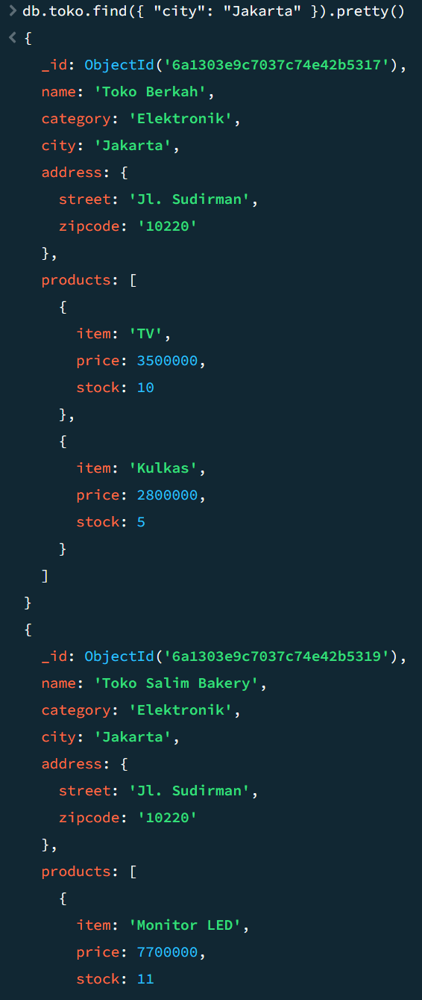 > db.toko.find({ "city": "Jakarta" }).pretty()
< {
_id: ObjectId('6a1303e9c7037c74e42b5317'),
name: 'Toko Berkah',
category: 'Elektronik',
city: 'Jakarta',
address: {
street: 'Jl. Sudirman',
zipcode: '10220'
},
products: [
{
item: 'TV',
price: 3500000,
stock: 10
},
{
item: 'Kulkas',
price: 2800000,
stock: 5
}
]
}
{
_id: ObjectId('6a1303e9c7037c74e42b5319'),
name: 'Toko Salim Bakery',
category: 'Elektronik',
city: 'Jakarta',
address: {
street: 'Jl. Sudirman',
zipcode: '10220'
},
products: [
{
item: 'Monitor LED',
price: 7700000,
stock: 11